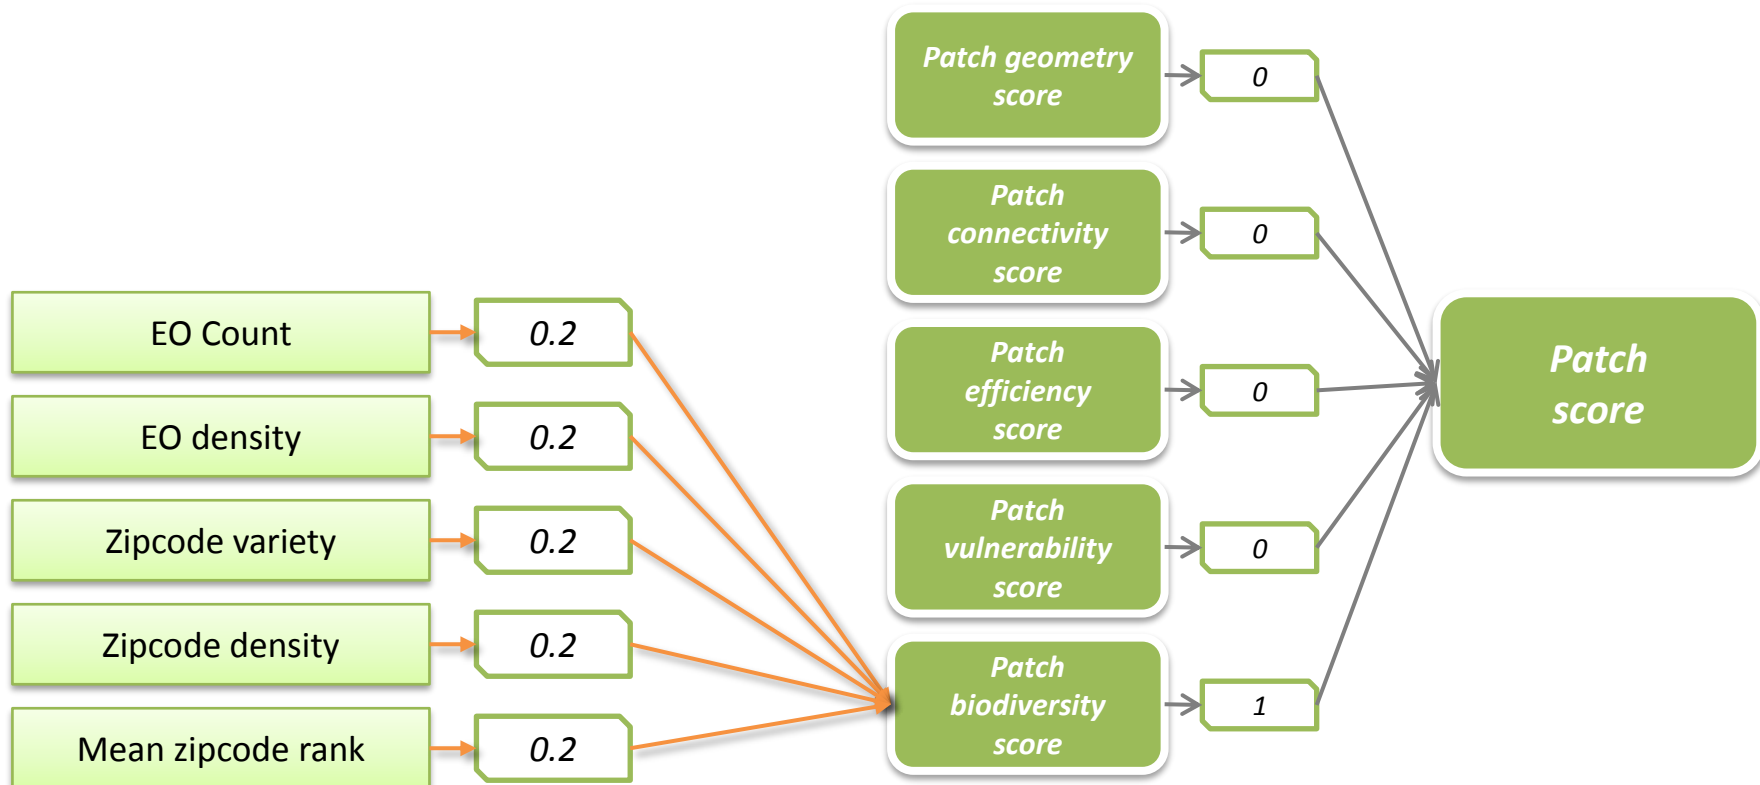 EO Count
0.2
EO density
0.2
Zipcode variety
0.2
Zipcode density
0.2
Mean zipcode rank
0.2
Patch geometry
score
0
Patch
connectivity
score
0
Patch
efficiency
score
0
Patch
vulnerability
score
0
Patch
biodiversity
score
1
Patch
score